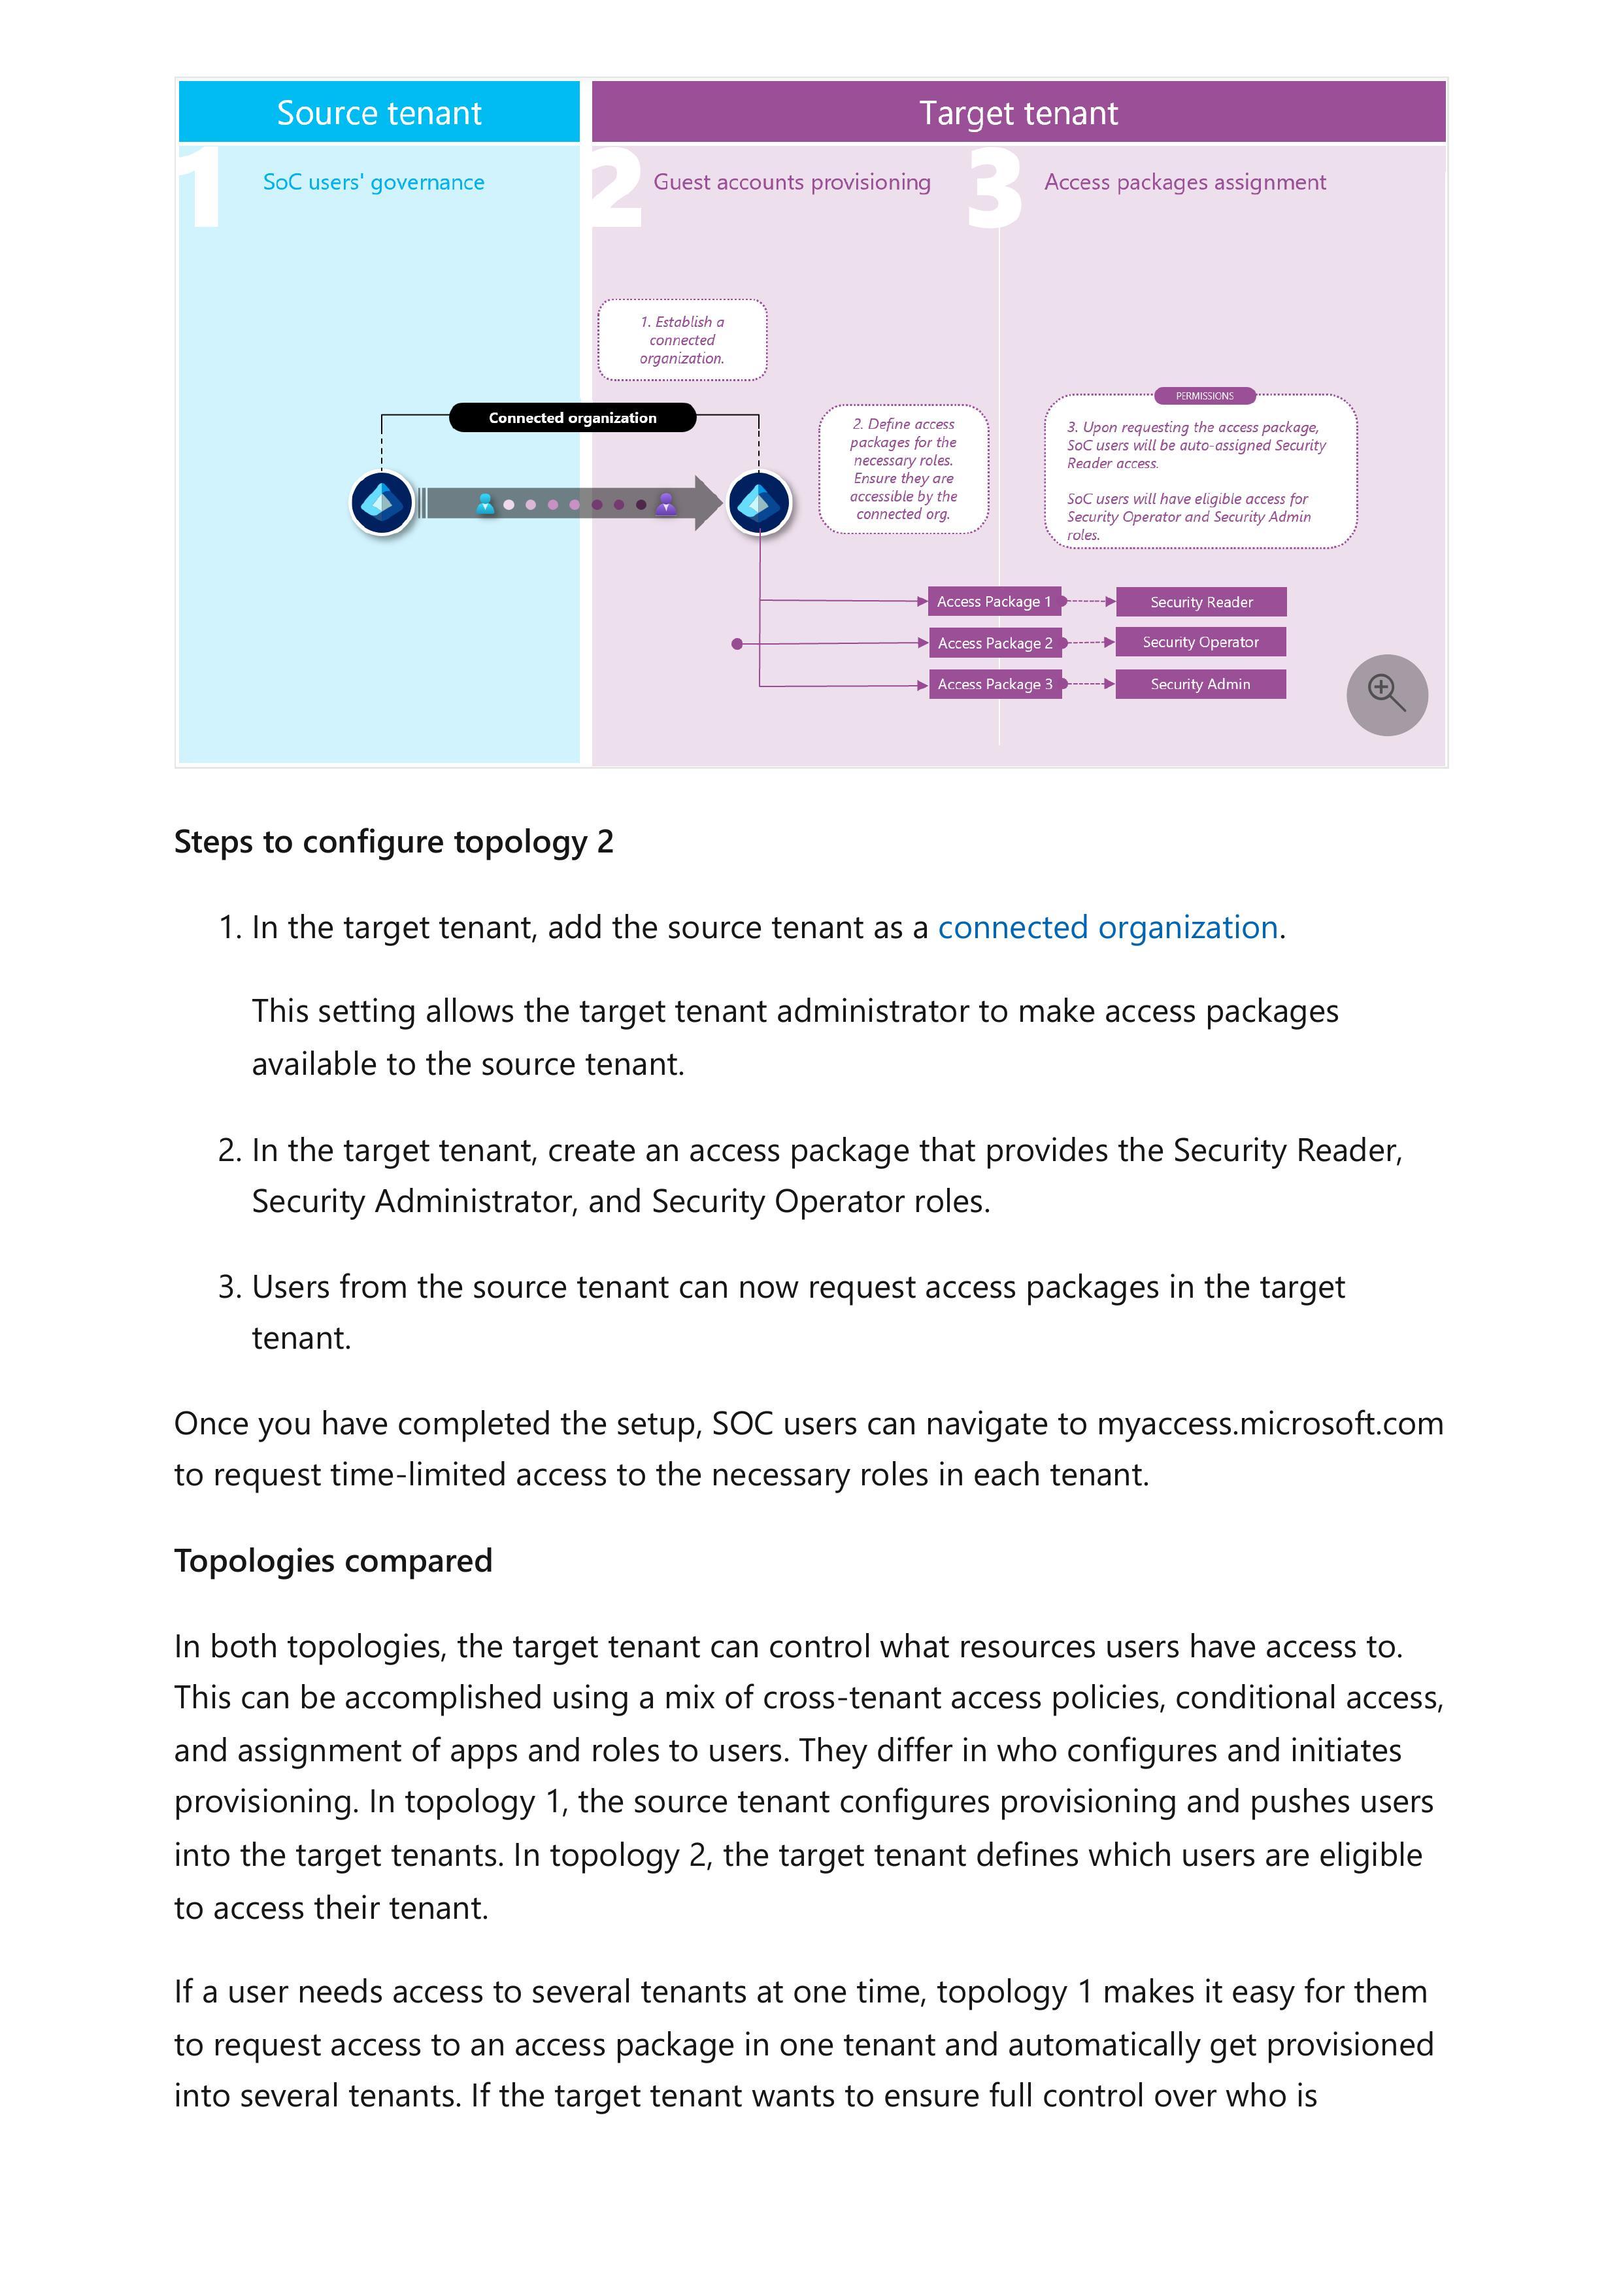 Source tenant
Target tenant
1
SoC users' governance
2
Guest accounts provisioning
3
Access packages assignment
1. Establish a
connected
organization.
Connected organization
2. Define access
packages for the
necessary roles.
Ensure they are
accessible by the
connected org.
PERMISSIONS
3. Upon requesting the access package,
SoC users will be auto-assigned Security
Reader access.
SoC users will have eligible access for
Security Operator and Security Admin
roles.
Access Package 1
Security Reader
Access Package 2
Security Operator
Access Package 3
Security Admin
Steps to configure topology 2
1. In the target tenant, add the source tenant as a connected organization.
This setting allows the target tenant administrator to make access packages
available to the source tenant.
2. In the target tenant, create an access package that provides the Security Reader,
Security Administrator, and Security Operator roles.
3. Users from the source tenant can now request access packages in the target
tenant.
Once you have completed the setup, SOC users can navigate to myaccess.microsoft.com
to request time-limited access to the necessary roles in each tenant.
Topologies compared
In both topologies, the target tenant can control what resources users have access to.
This can be accomplished using a mix of cross-tenant access policies, conditional access,
and assignment of apps and roles to users. They differ in who configures and initiates
provisioning. In topology 1, the source tenant configures provisioning and pushes users
into the target tenants. In topology 2, the target tenant defines which users are eligible
to access their tenant.
If a user needs access to several tenants at one time, topology 1 makes it easy for them
to request access to an access package in one tenant and automatically get provisioned
into several tenants. If the target tenant wants to ensure full control over who is